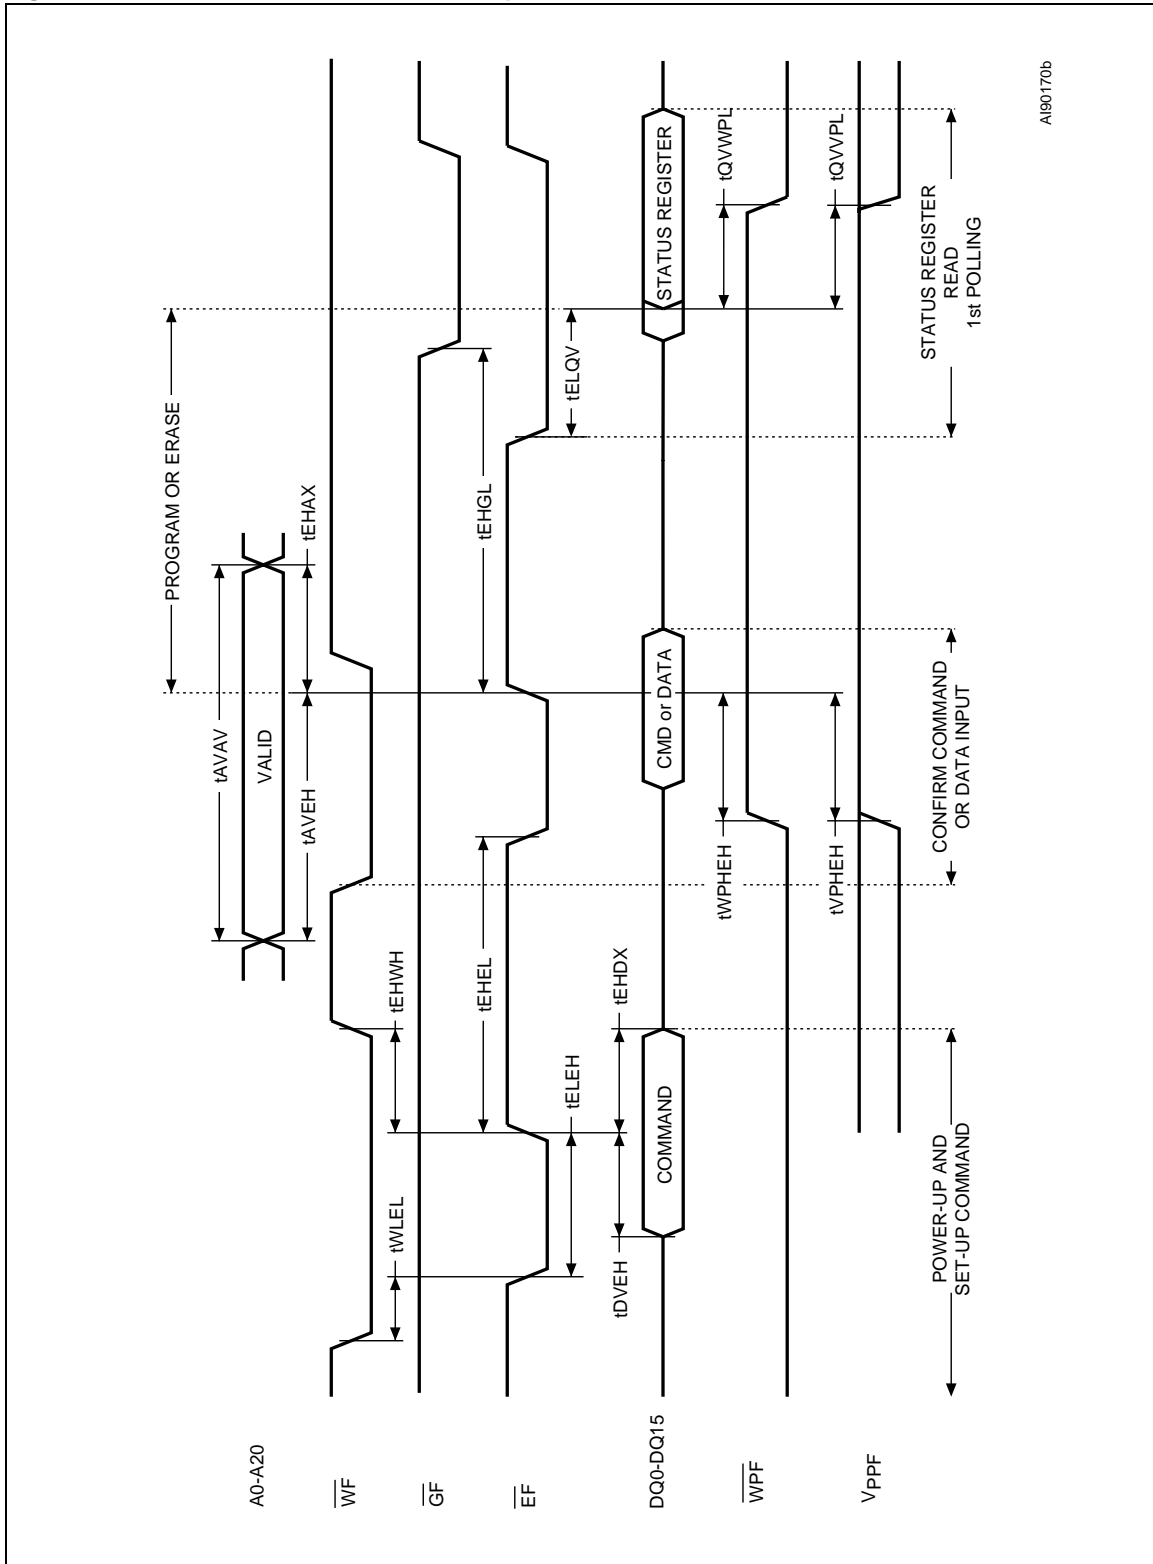 A0-A20
tAVAV
VALID
tAVEH
tEHAX
PROGRAM OR ERASE
WF
tWLEL
tEHWH
GF
tEHEL
tEHGL
EF
tELEH
tELQV
DQ0-DQ15
tDVEH
tEHDX
COMMAND
CMD or DATA
STATUS REGISTER
WPF
tWPHEH
tQVWPL
VPPF
tVPHEH
tQVVPL
POWER-UP AND
SET-UP COMMAND
CONFIRM COMMAND
OR DATA INPUT
STATUS REGISTER
READ
1st POLLING
AI90170b